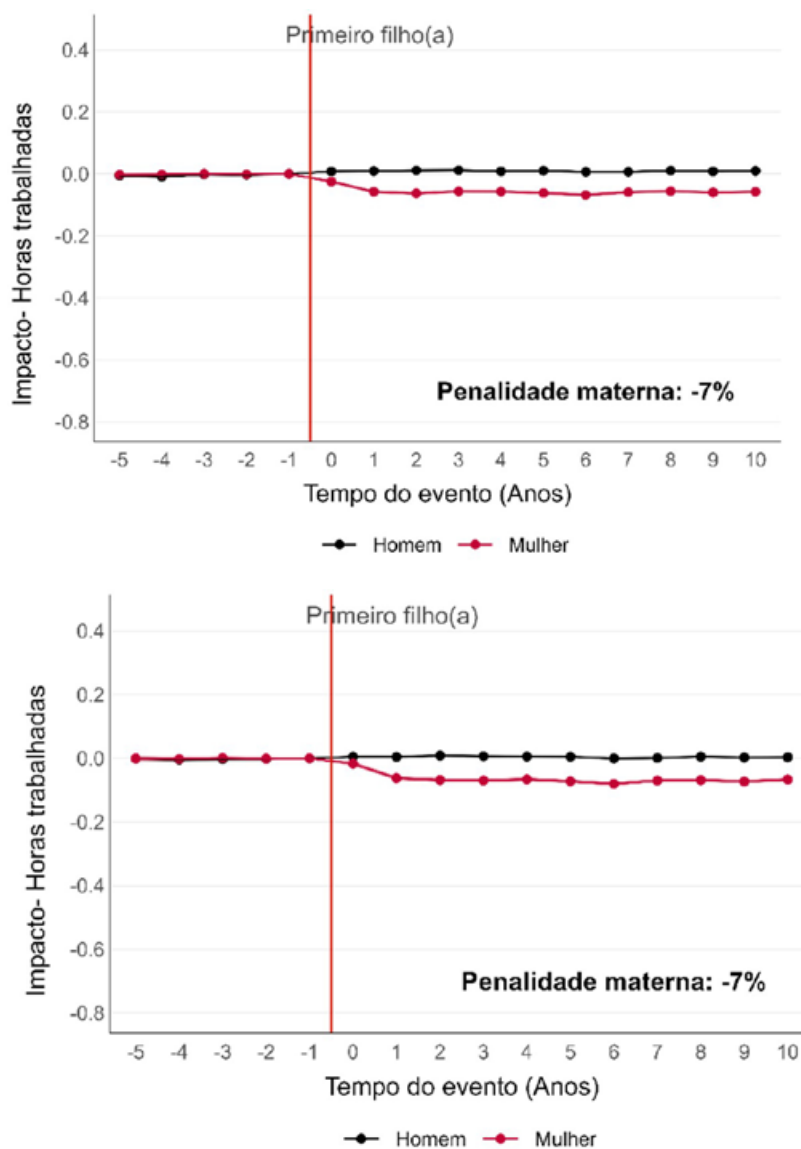 Primeiro filho(a)
0.4
0.2
0.0
-0.2
-0.4
-0.6
-0.8
Impacto- Horas trabalhadas
Penalidade materna: -7%
-5 -4 -3 -2 -1 0 1 2 3 4 5 6 7 8 9 10
Tempo do evento (Anos)
Homem Mulher
Primeiro filho(a)
0.4
0.2
0.0
-0.2
-0.4
-0.6
-0.8
Impacto- Horas trabalhadas
Penalidade materna: -7%
-5 -4 -3 -2 -1 0 1 2 3 4 5 6 7 8 9 10
Tempo do evento (Anos)
Homem Mulher